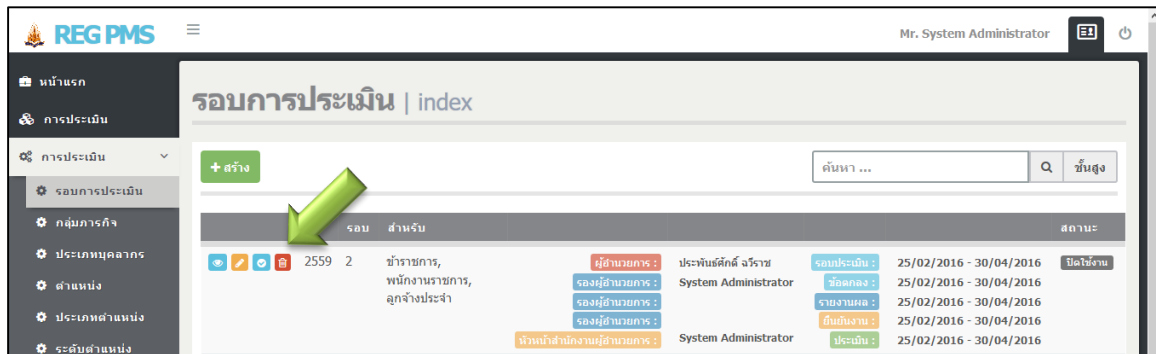 REG PMS
Mr. System Administrator
หน้าแรก
การประเมิน
การประเมิน
รอบการประเมิน
กลุ่มภารกิจ
ประเภทบุคลากร
ตำแหน่ง
ประเภทตำแหน่ง
ระดับตำแหน่ง
รอบการประเมิน | index
+ สร้าง
ค้นหา ...
ขั้นสูง
รอบ สำหรับ สถานะ
2559 2 ข้าราชการ, ผู้อำนวยการ : ประพันธ์ศักดิ์ ฉวีราช รอบประเมิน : 25/02/2016 - 30/04/2016 ปิดใช้งาน
พนักงานราชการ, รองผู้อำนวยการ : System Administrator ข้อตกลง : 25/02/2016 - 30/04/2016
ลูกจ้างประจำ รองผู้อำนวยการ : รายงานผล : 25/02/2016 - 30/04/2016
รองผู้อำนวยการ : ยืนยันงาน : 25/02/2016 - 30/04/2016
หัวหน้าสำนักงานผู้อำนวยการ : System Administrator ประเมิน : 25/02/2016 - 30/04/2016